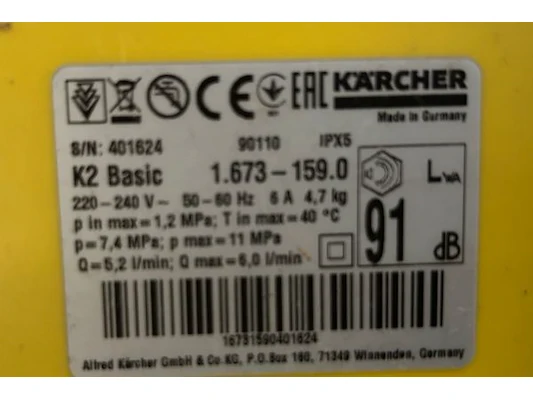 CE EAC KÄRCHER
Made in Germany
S/N: 401624 90110 IPX5
K2 Basic 1.673-159.0
220-240 V~ 50-60 Hz 6 A 4,7 kg
p in max=1,2 MPa; T in max=40 °C
p=7,4 MPa; p max=11 MPa
Q=5,2 l/min; Q max=6,0 l/min
LWA
91 dB
16731590401624
Alfred Kärcher GmbH & Co.KG, P.O.Box 160, 71349 Winnenden, Germany